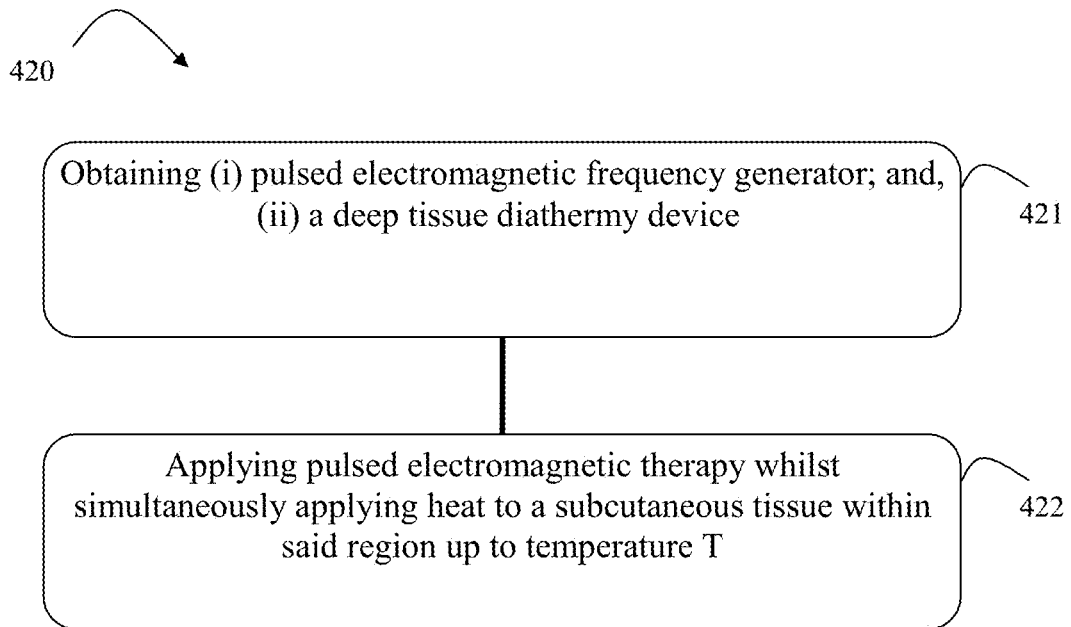 420
Obtaining (i) pulsed electromagnetic frequency generator; and,
(ii) a deep tissue diathermy device
421
Applying pulsed electromagnetic therapy whilst
simultaneously applying heat to a subcutaneous tissue within
said region up to temperature T
422